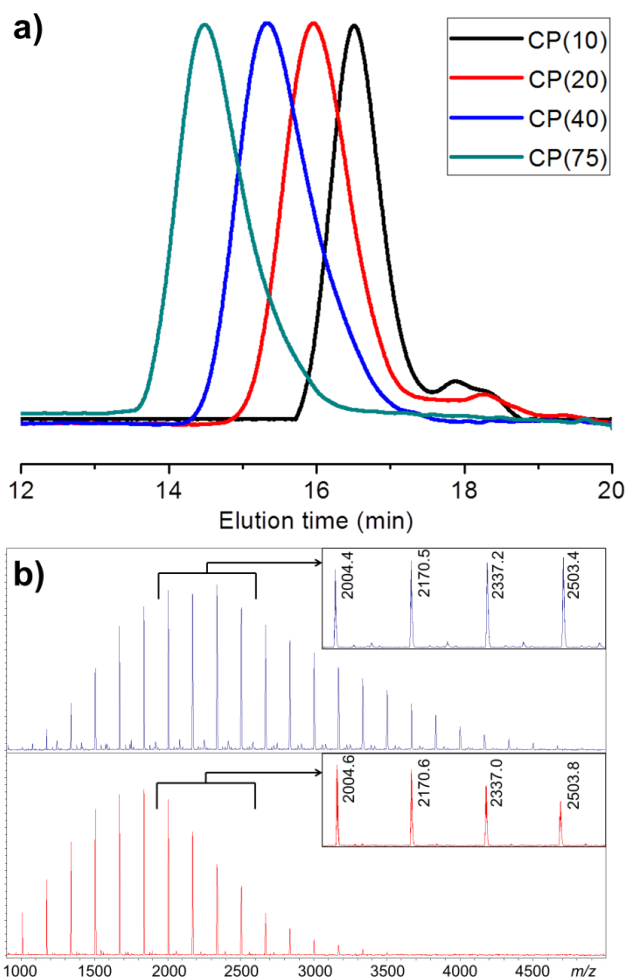 a)
CP(10)
CP(20)
CP(40)
CP(75)
12 14 16 18 20
Elution time (min)
b)
2004.4 2170.5 2337.2 2503.4
2004.6 2170.6 2337.0 2503.8
1000 1500 2000 2500 3000 3500 4000 m/z